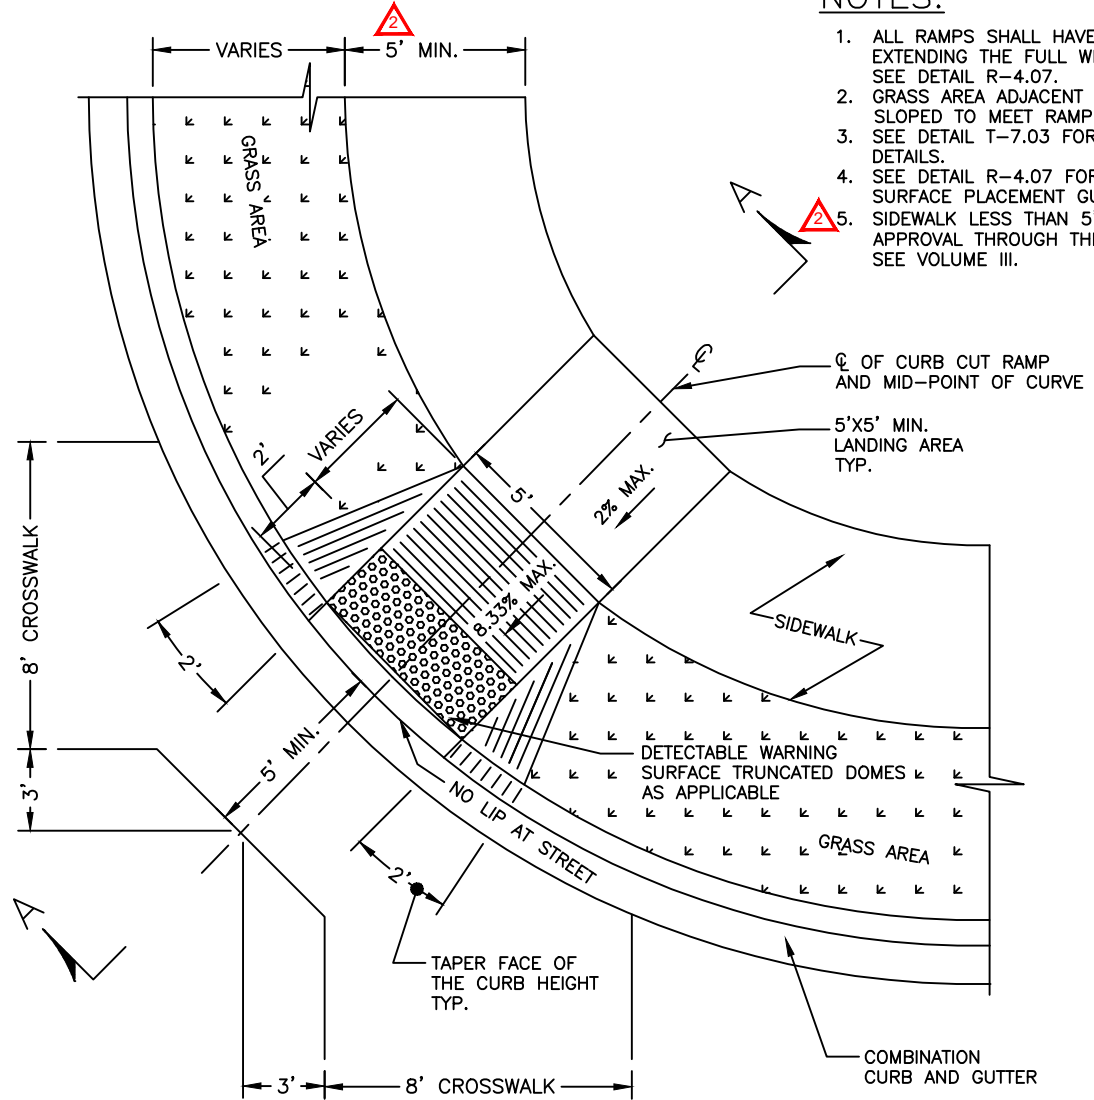 NOTES:
2
VARIES
5' MIN.
1. ALL RAMPS SHALL HAVE
EXTENDING THE FULL
SEE DETAIL R-4.07.
2. GRASS AREA ADJACENT
SLOPED TO MEET RAMP
3. SEE DETAIL T-7.03 FOR
DETAILS.
4. SEE DETAIL R-4.07 FOR
SURFACE PLACEMENT
2
5. SIDEWALK LESS THAN 5'
APPROVAL THROUGH
SEE VOLUME III.
GRASS AREA
A
℄
℄ OF CURB CUT RAMP
AND MID-POINT OF CURVE
5'X5' MIN.
LANDING AREA
TYP.
VARIES
2'
5'
2% MAX.
8.33% MAX.
8' CROSSWALK
SIDEWALK
2'
5' MIN.
DETECTABLE WARNING
SURFACE TRUNCATED DOMES
AS APPLICABLE
3'
NO LIP AT STREET
GRASS AREA
2'
A
TAPER FACE OF
THE CURB HEIGHT
TYP.
COMBINATION
CURB AND GUTTER
3'
8' CROSSWALK